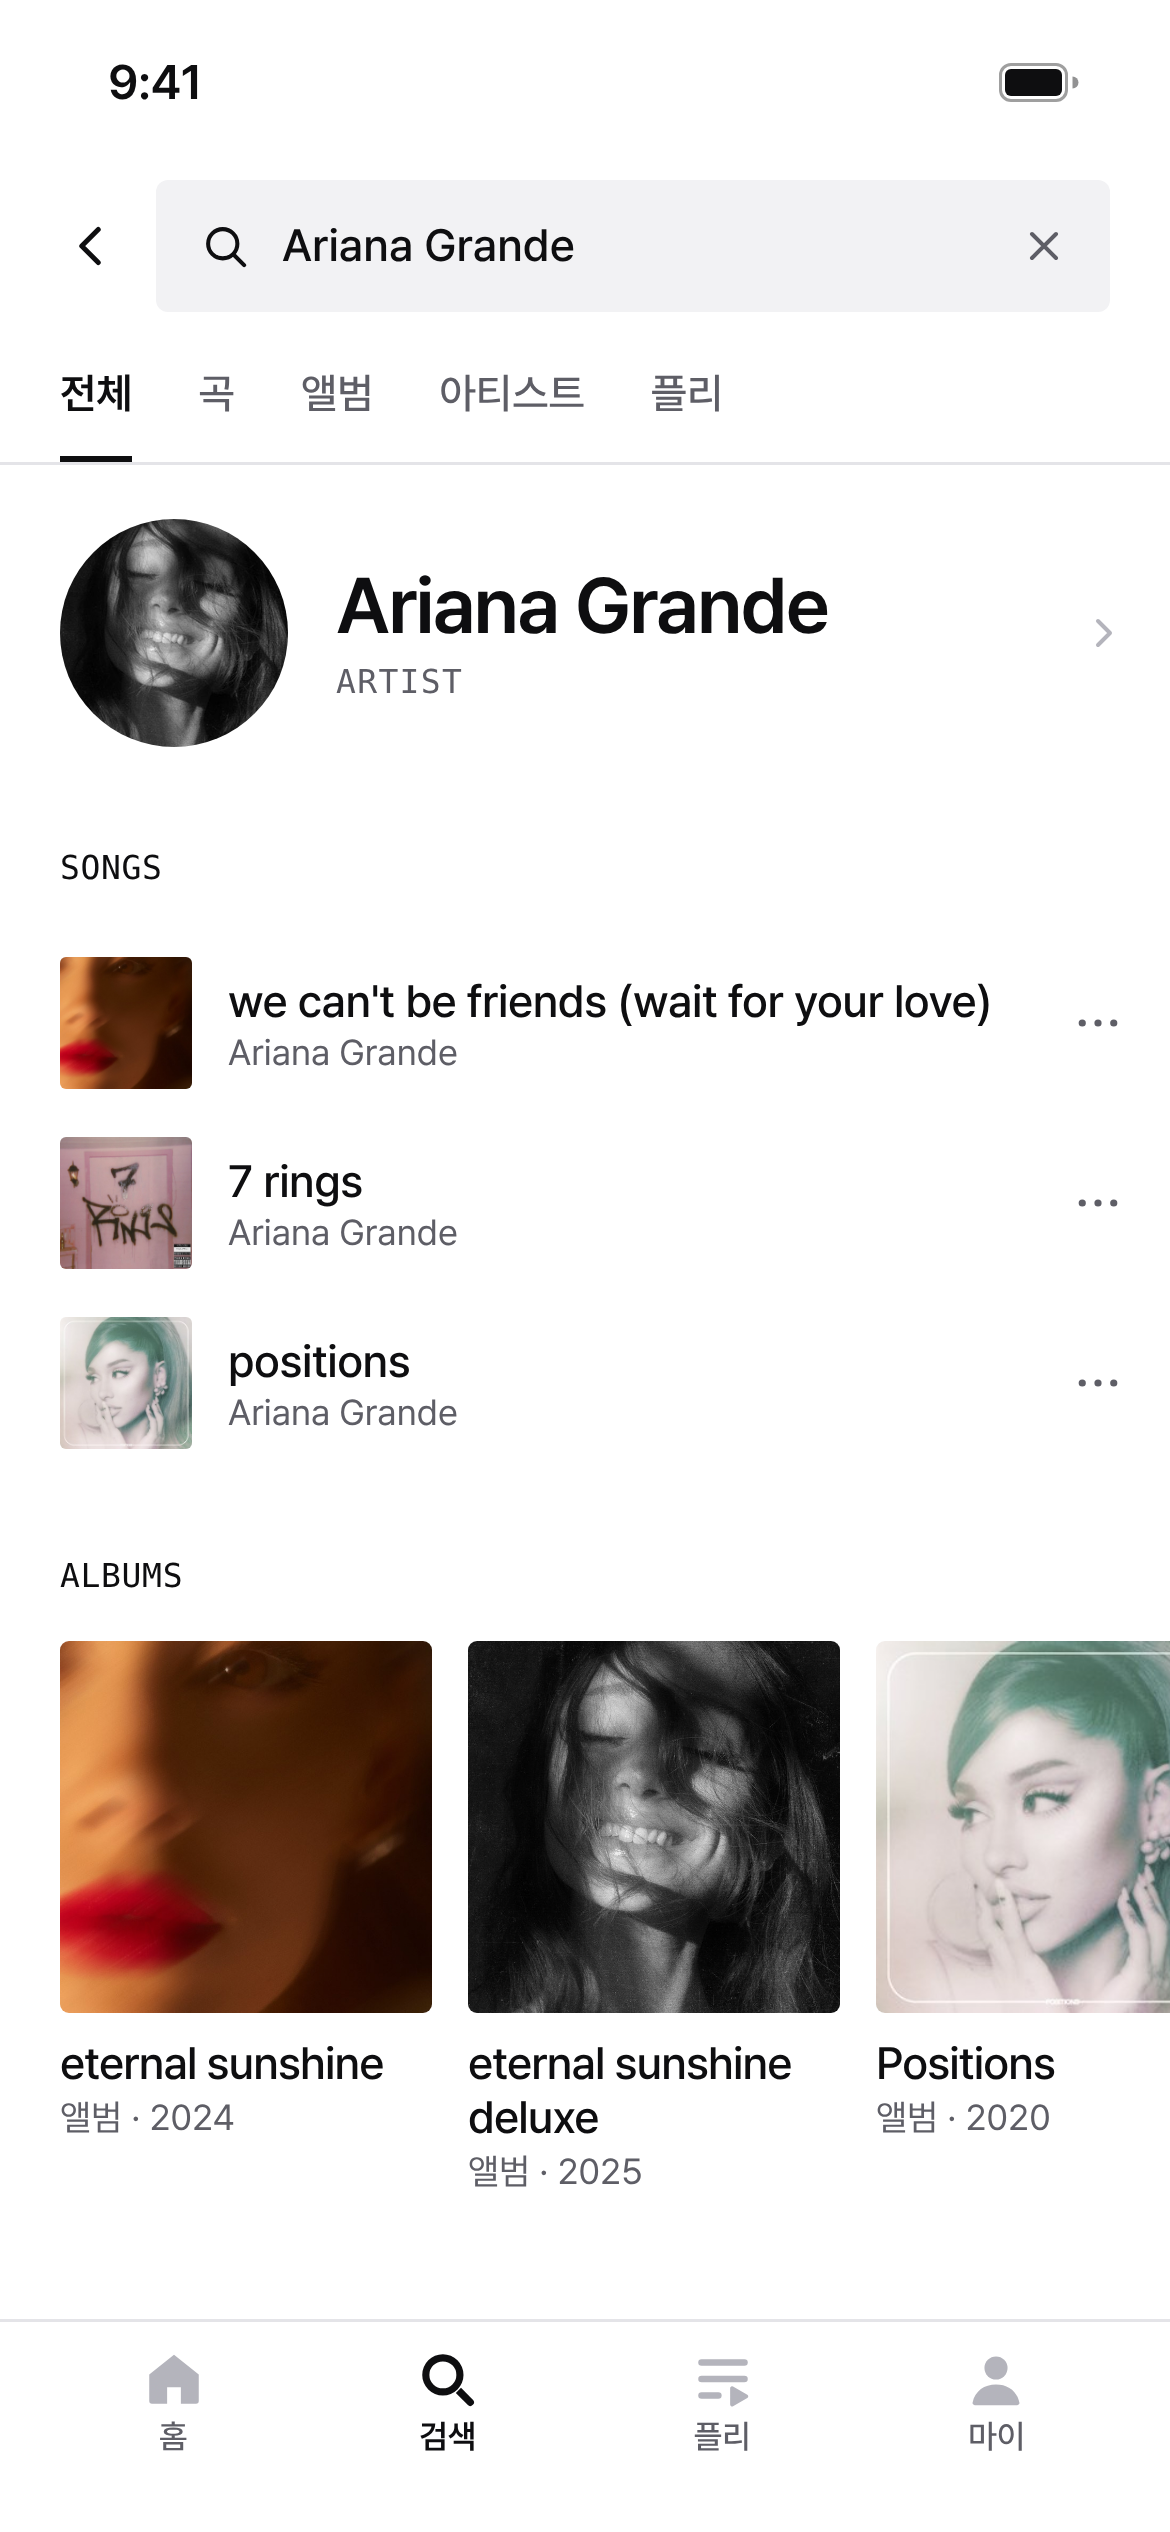 9:41
Ariana Grande
전체 곡 앨범 아티스트 플리
Ariana Grande
ARTIST
SONGS
we can't be friends (wait for your love)
Ariana Grande
7
RINGS
7 rings
Ariana Grande
positions
Ariana Grande
ALBUMS
POSITIONS
eternal sunshine
앨범 · 2024
eternal sunshine
deluxe
앨범 · 2025
Positions
앨범 · 2020
홈 검색 플리 마이